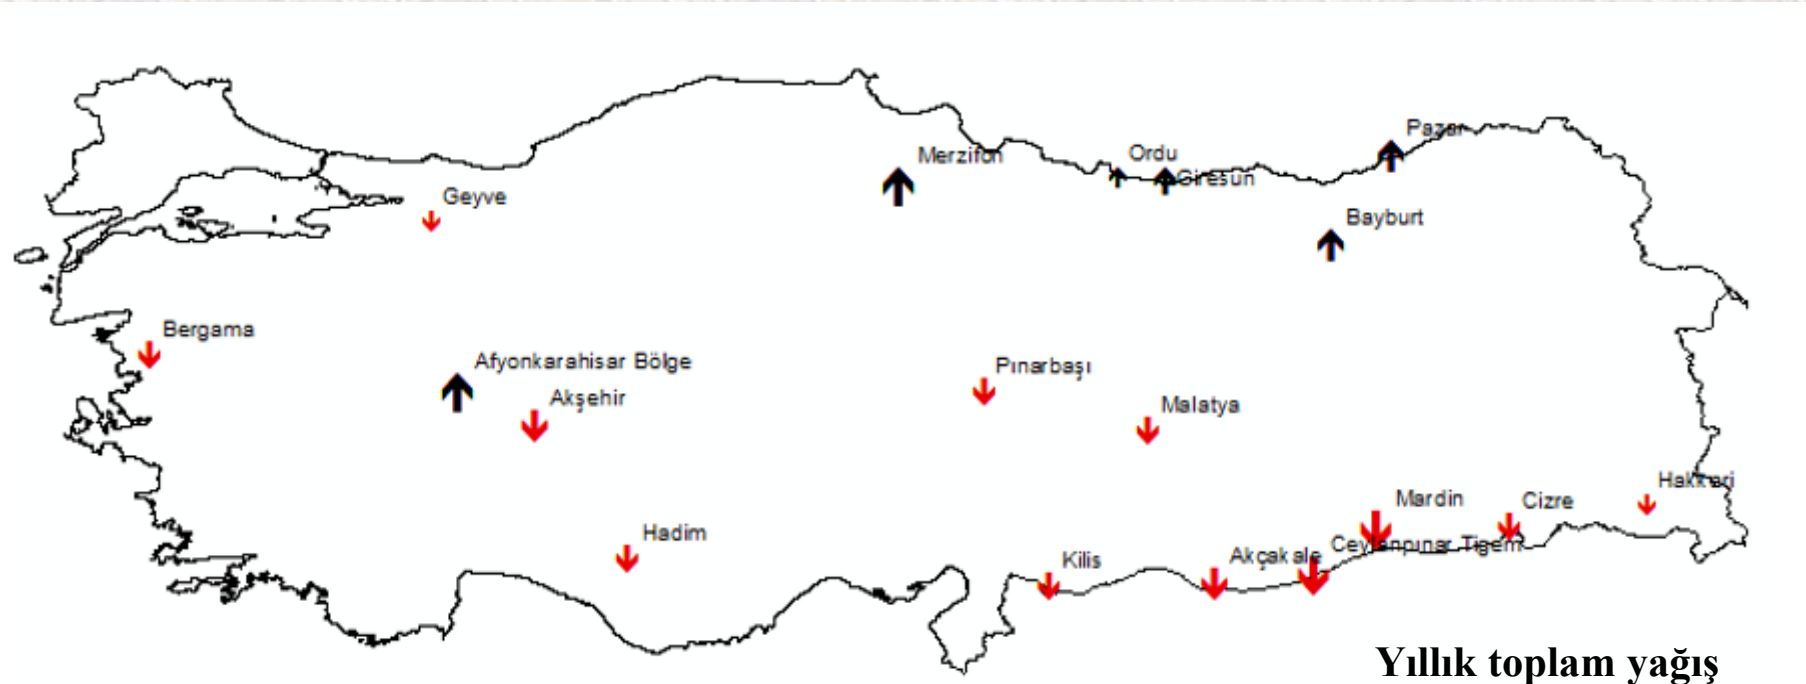 Pazar
Ordu
Merzifon
Giresun
Geyve
Bayburt
Bergama
Afyonkarahisar Bölge
Pınarbaşı
Akşehir
Malatya
Hakkari
Mardin
Cizre
Hadim
Ceylanpınar Tigem
Akçakale
Kilis
Yıllık toplam yağış